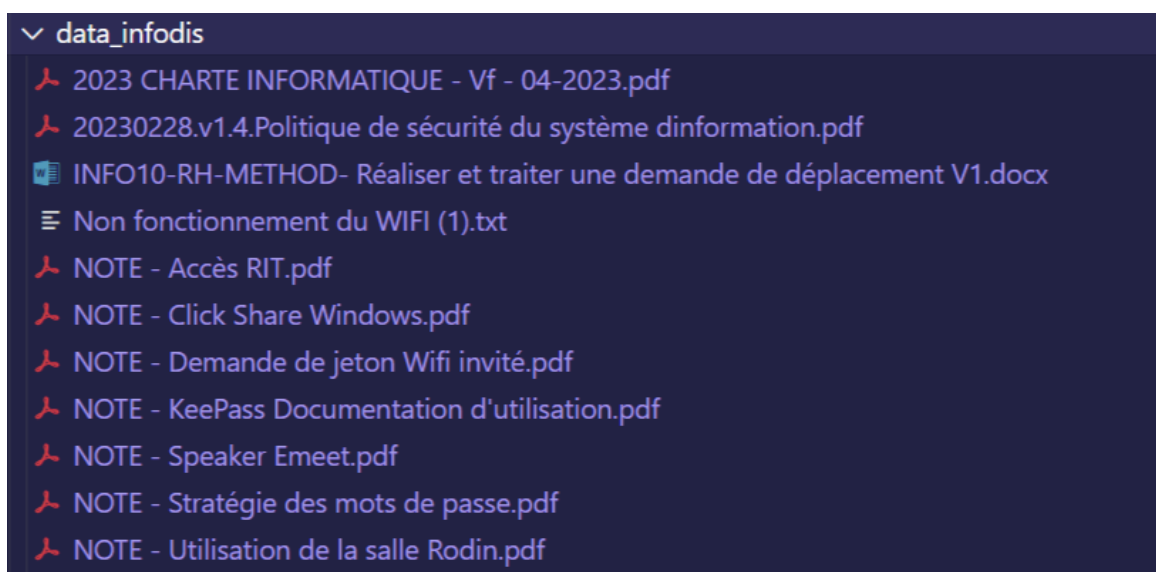 data_infodis
2023 CHARTE INFORMATIQUE - Vf - 04-2023.pdf
20230228.v1.4.Politique de sécurité du système dinformation.pdf
INFO10-RH-METHOD- Réaliser et traiter une demande de déplacement V1.docx
Non fonctionnement du WIFI (1).txt
NOTE - Accès RIT.pdf
NOTE - Click Share Windows.pdf
NOTE - Demande de jeton Wifi invité.pdf
NOTE - KeePass Documentation d'utilisation.pdf
NOTE - Speaker Emeet.pdf
NOTE - Stratégie des mots de passe.pdf
NOTE - Utilisation de la salle Rodin.pdf